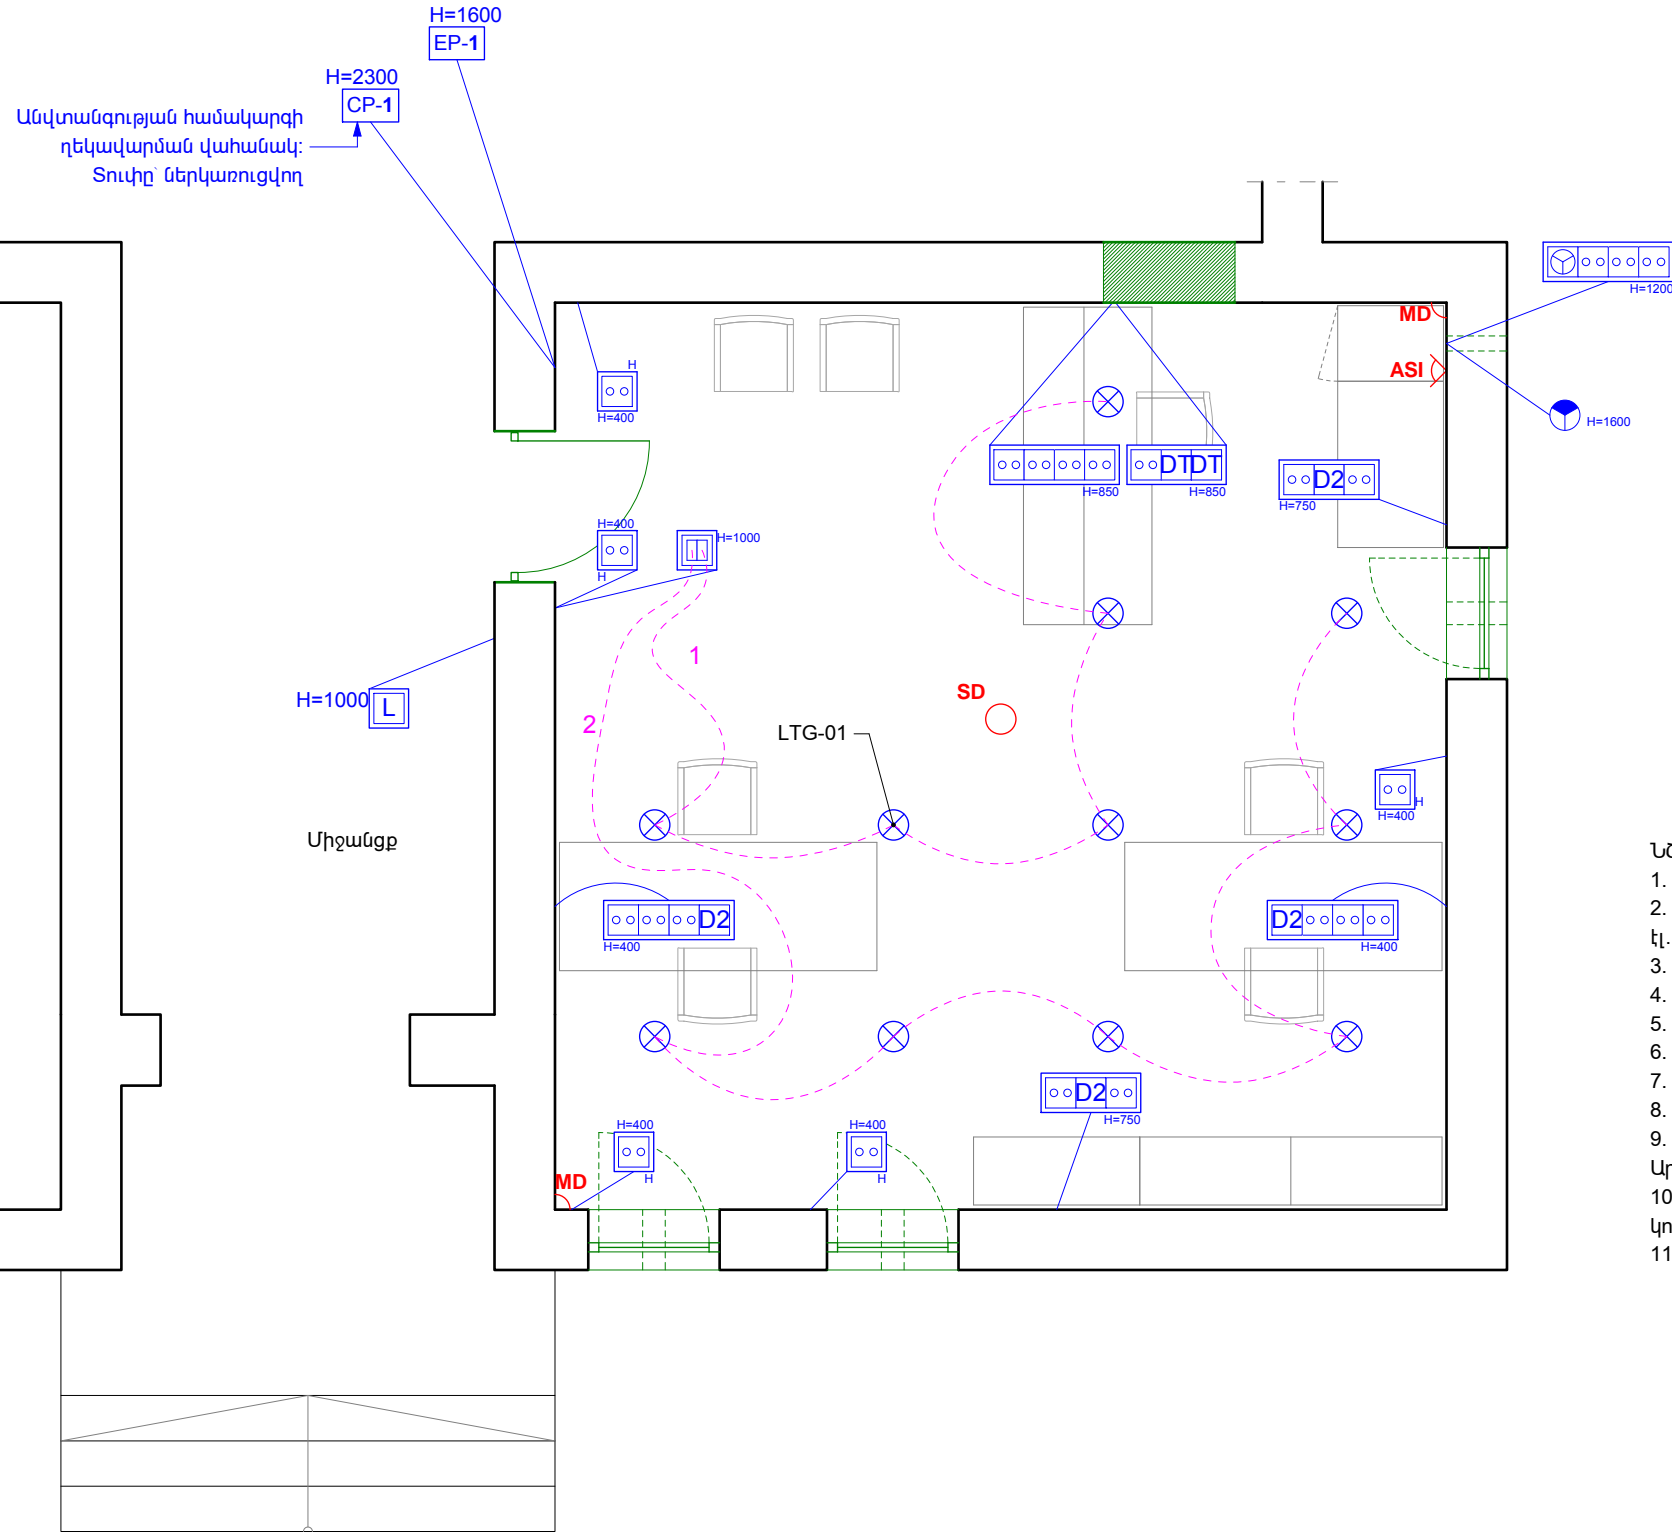 H=1600
EP-1
H=2300
CP-1
Անվտանգության համակարգի
ղեկավարման վահանակ:
Տուփը՝ ներկառուցվող
H=1200
MD
ASI
H=1600
H
H=400
H=850
DT
DT
H=850
D2
H=750
H=400
H
H=1000
1
2
SD
H=1000
L
LTG-01
H
H=400
Միջանցք
D2
H=400
D2
H=400
D2
H=750
H=400
H
H=400
H
MD
1.
2.
էլ.
3.
4.
5.
6.
7.
8.
9.
10
11